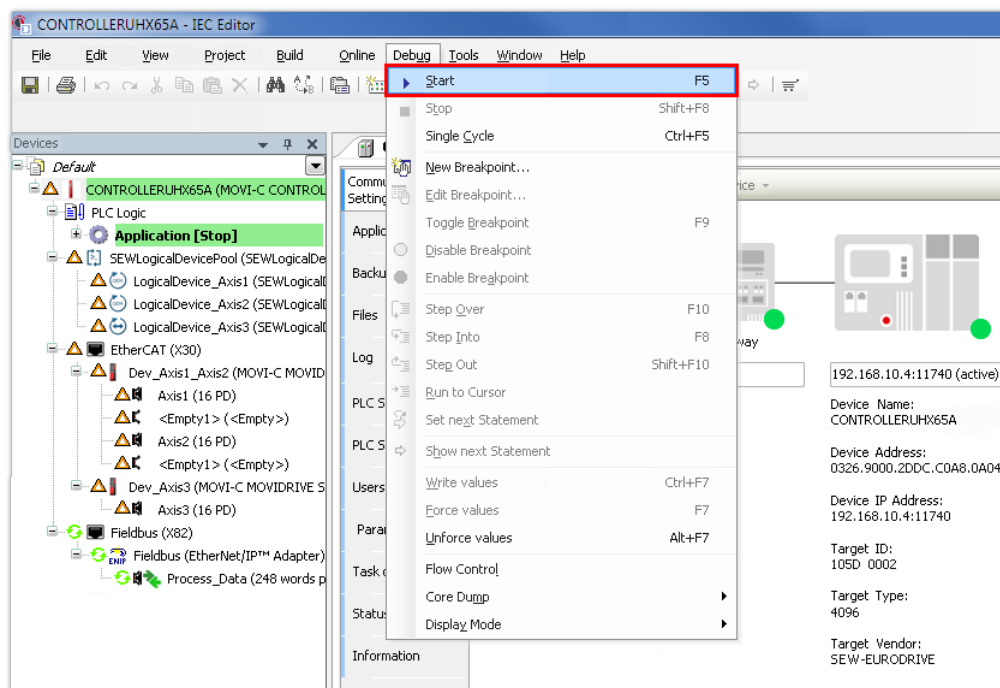 CONTROLLERUHX65A - IEC Editor
File Edit View Project Build Online Debug Tools Window Help
Start F5
Stop Shift+F8
Single Cycle Ctrl+F5
New Breakpoint...
Edit Breakpoint...
Toggle Breakpoint F9
Disable Breakpoint
Enable Breakpoint
Step Over F10
Step Into F8
Step Out Shift+F10
Run to Cursor
Set next Statement
Show next Statement
Write values Ctrl+F7
Force values F7
Unforce values Alt+F7
Flow Control
Core Dump
Display Mode
Devices
Default
CONTROLLERUHX65A (MOVI-C CONTROL
PLC Logic
Application [Stop]
SEWLogicalDevicePool (SEWLogicalDe
LogicalDevice_Axis1 (SEWLogical
LogicalDevice_Axis2 (SEWLogical
LogicalDevice_Axis3 (SEWLogical
EtherCAT (X30)
Dev_Axis1_Axis2 (MOVI-C MOVID
Axis1 (16 PD)
<Empty1> (<Empty>)
Axis2 (16 PD)
<Empty1> (<Empty>)
Dev_Axis3 (MOVI-C MOVIDRIVE S
Axis3 (16 PD)
Fieldbus (X82)
ENIP
Fieldbus (EtherNet/IP™ Adapter)
Process_Data (248 words p
Commu
Setting
Applic
Backu
Files
Log
PLC S
PLC S
Users
Para
Task
Status
Information
ice
way
192.168.10.4:11740 (active)
Device Name:
CONTROLLERUHX65A
Device Address:
0326.9000.2DDC.C0A8.0A04
Device IP Address:
192.168.10.4:11740
Target ID:
105D 0002
Target Type:
4096
Target Vendor:
SEW-EURODRIVE